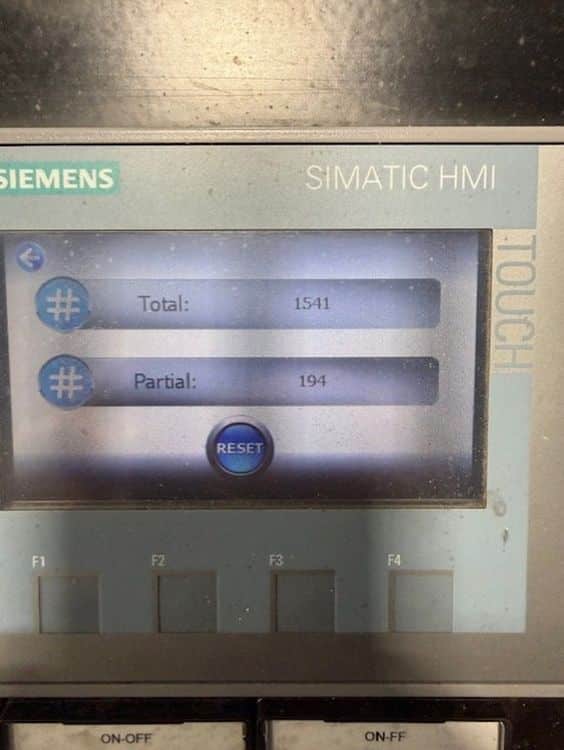 SIEMENS
SIMATIC HMI
TOUCH
# Total: 1541
# Partial: 194
RESET
F1 F2 F3 F4
ON-OFF ON-FF